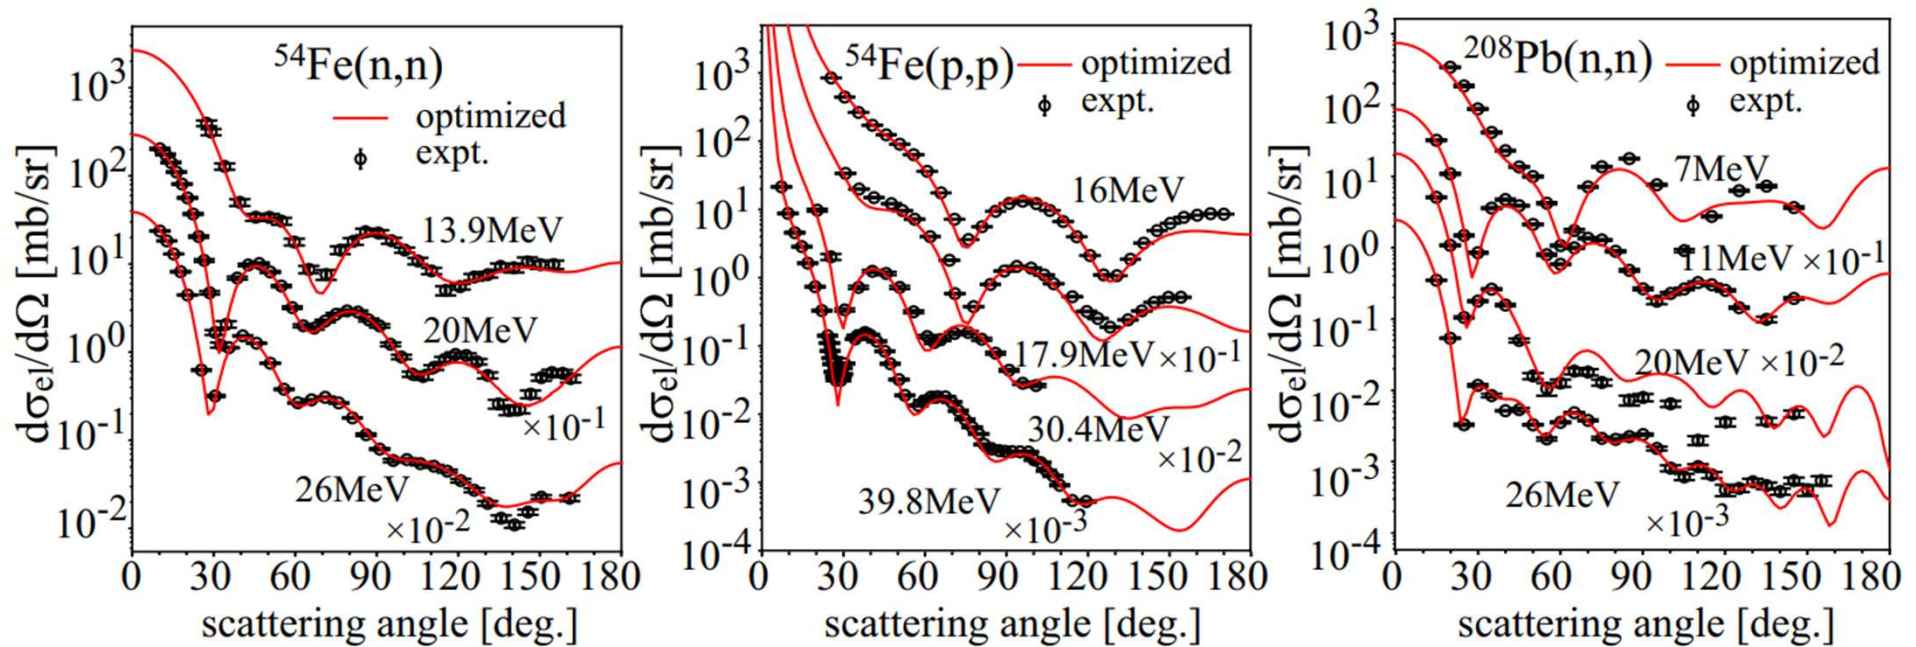 ⁵⁴Fe(n,n)
optimized
expt.
13.9MeV
20MeV
×10⁻¹
26MeV
×10⁻²
10³
10²
10¹
10⁰
10⁻¹
10⁻²
0 30 60 90 120 150 180
scattering angle [deg.]
dσₑₗ/dΩ [mb/sr]
⁵⁴Fe(p,p)
optimized
expt.
16MeV
17.9MeV×10⁻¹
30.4MeV
×10⁻²
39.8MeV
×10⁻³
10³
10²
10¹
10⁰
10⁻¹
10⁻²
10⁻³
10⁻⁴
0 30 60 90 120 150 180
scattering angle [deg.]
dσₑₗ/dΩ [mb/sr]
²⁰⁸Pb(n,n)
optimized
expt.
7MeV
11MeV ×10⁻¹
20MeV ×10⁻²
26MeV
×10⁻³
10³
10²
10¹
10⁰
10⁻¹
10⁻²
10⁻³
10⁻⁴
0 30 60 90 120 150 180
scattering angle [deg.]
dσₑₗ/dΩ [mb/sr]